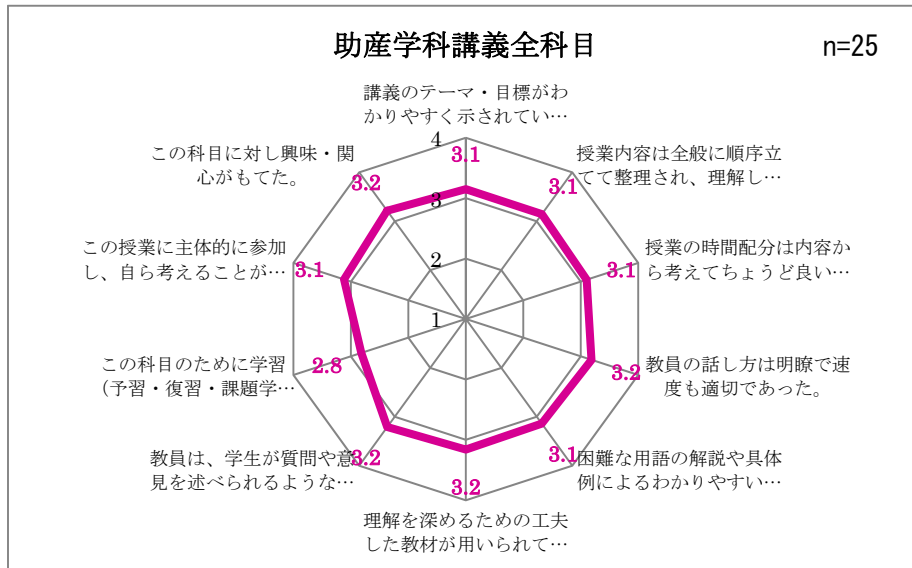 助産学科講義全科目
n=25
講義のテーマ・目標がわ
かりやすく示されてい…
授業内容は全般に順序立
てて整理され、理解し…
授業の時間配分は内容か
ら考えてちょうど良い…
教員の話し方は明瞭で速
度も適切であった。
困難な用語の解説や具体
例によるわかりやすい…
理解を深めるための工夫
した教材が用いられて…
教員は、学生が質問や意
見を述べられるような…
この科目のために学習
(予習・復習・課題学…
この授業に主体的に参加
し、自ら考えることが…
この科目に対し興味・関
心がもてた。
4
3
2
1
3.1
3.1
3.1
3.2
3.1
3.2
3.2
2.8
3.1
3.2